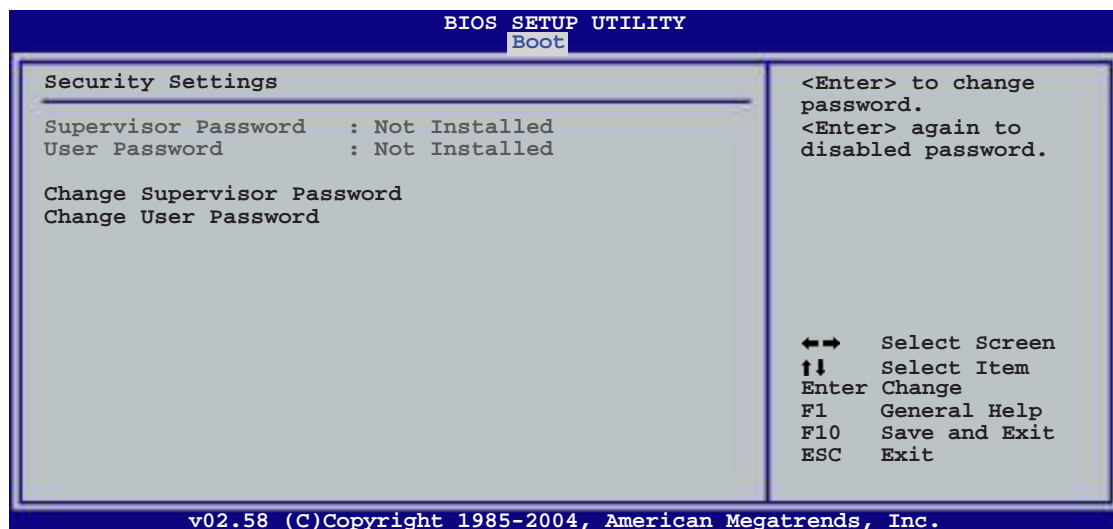 BIOS SETUP UTILITY
Boot
Security Settings
Supervisor Password : Not Installed
User Password : Not Installed
Change Supervisor Password
Change User Password
<Enter> to change
password.
<Enter> again to
disabled password.
←→ Select Screen
↑↓ Select Item
Enter Change
F1 General Help
F10 Save and Exit
ESC Exit
v02.58 (C)Copyright 1985-2004, American Megatrends, Inc.